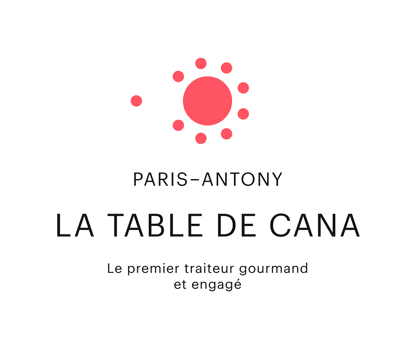 PARIS–ANTONY
LA TABLE DE CANA
Le premier traiteur gourmand
et engagé